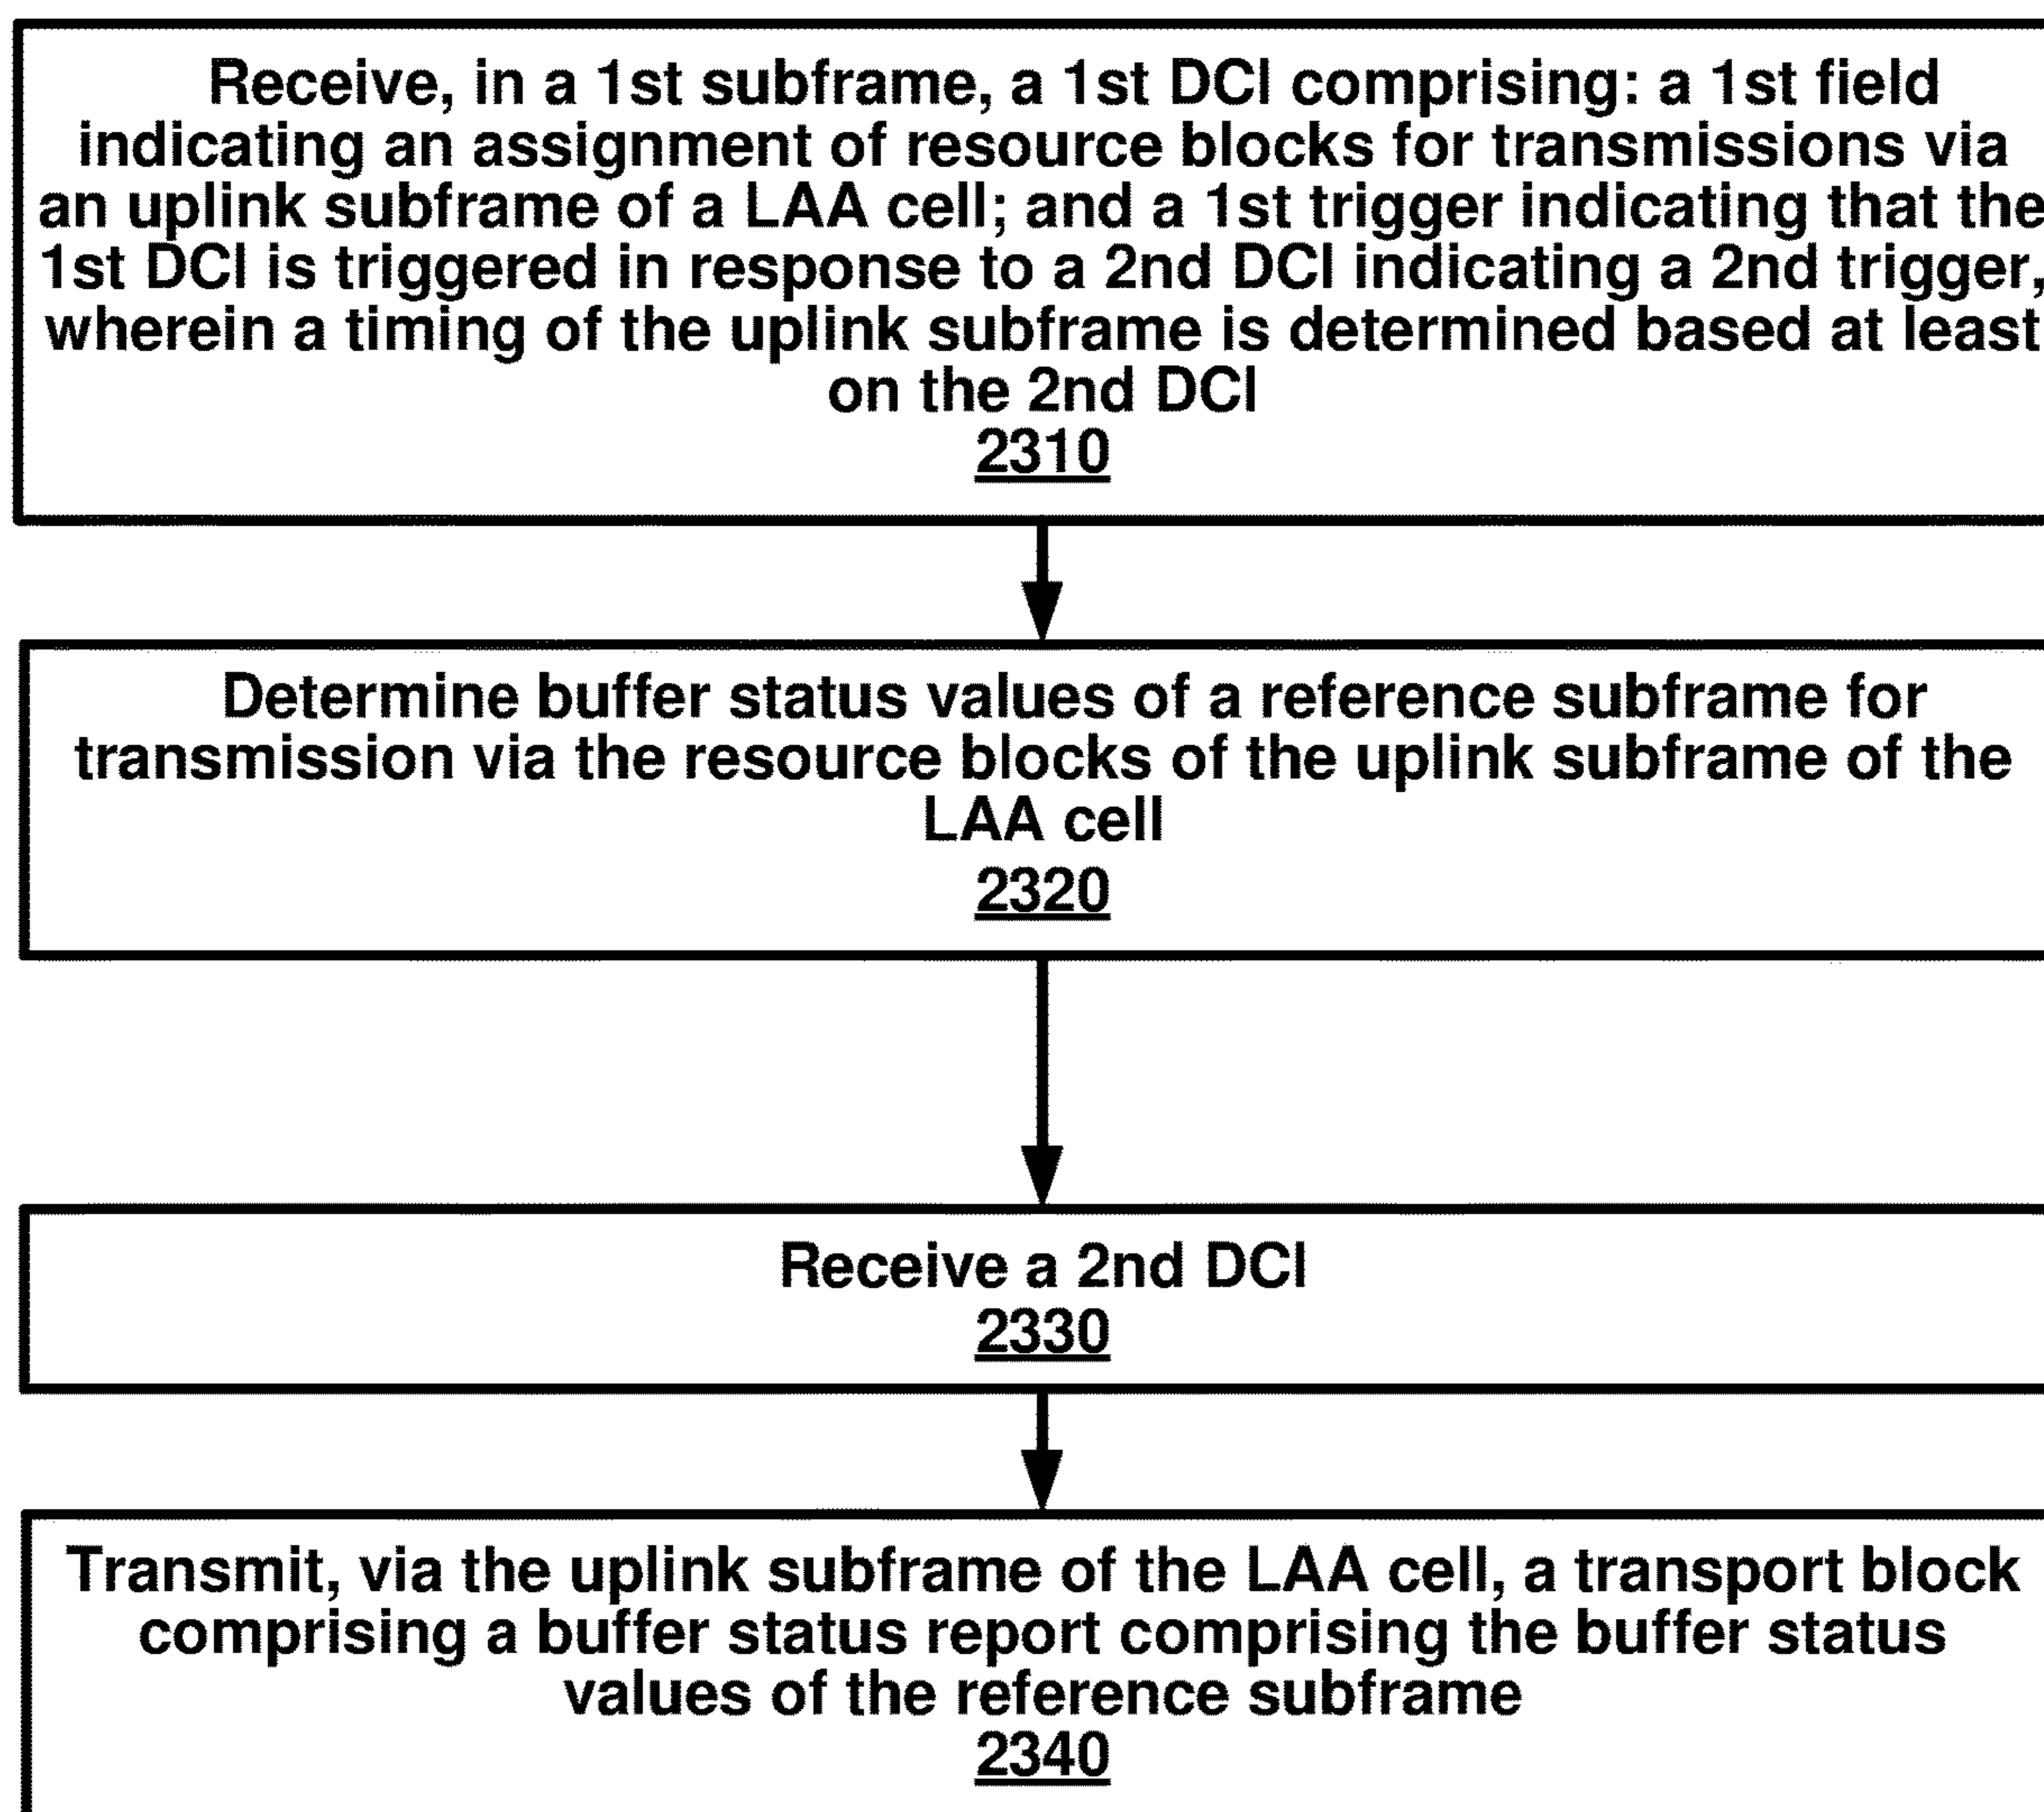 Receive, in a 1st subframe, a 1st DCI comprising: a 1st field
indicating an assignment of resource blocks for transmissions via
an uplink subframe of a LAA cell; and a 1st trigger indicating that the
1st DCI is triggered in response to a 2nd DCI indicating a 2nd trigger,
wherein a timing of the uplink subframe is determined based at least
on the 2nd DCI
2310
Determine buffer status values of a reference subframe for
transmission via the resource blocks of the uplink subframe of the
LAA cell
2320
Receive a 2nd DCI
2330
Transmit, via the uplink subframe of the LAA cell, a transport block
comprising a buffer status report comprising the buffer status
values of the reference subframe
2340